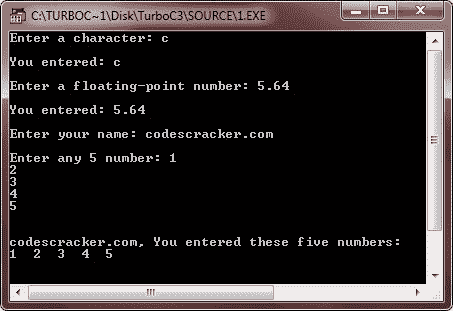 C:\TURBOC~1\Disk\TurboC3\SOURCE\1.EXE
Enter a character: c
You entered: c
Enter a floating-point number: 5.64
You entered: 5.64
Enter your name: codescracker.com
Enter any 5 number: 1
2
3
4
5
codescracker.com, You entered these five numbers:
1 2 3 4 5